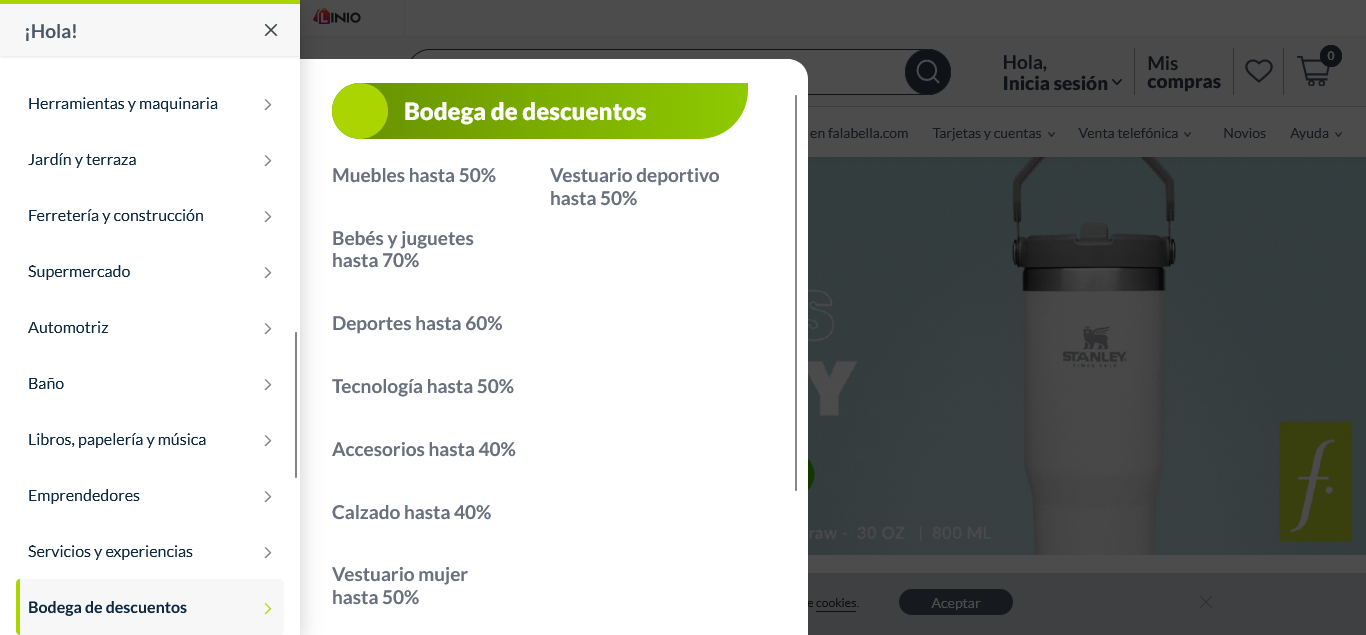 ¡Hola!
Herramientas y maquinaria
Jardín y terraza
Ferretería y construcción
Supermercado
Automotriz
Baño
Libros, papelería y música
Emprendedores
Servicios y experiencias
Bodega de descuentos
Bodega de descuentos
Muebles hasta 50%
Vestuario deportivo
hasta 50%
Bebés y juguetes
hasta 70%
Deportes hasta 60%
Tecnología hasta 50%
Accesorios hasta 40%
Calzado hasta 40%
Vestuario mujer
hasta 50%
LINIO
Hola,
Inicia sesión
Mis
compras
0
en falabella.com
Tarjetas y cuentas
Venta telefónica
Novios
Ayuda
S
Y
STANLEY
raw - 30 OZ | 800 ML
f.
cookies.
Aceptar